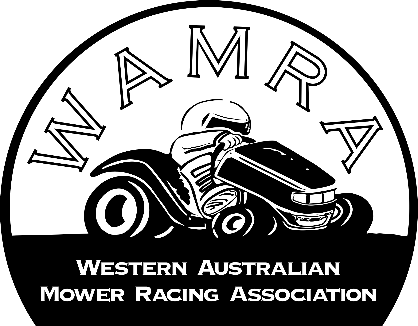 WAMRA
WESTERN AUSTRALIAN
MOWER RACING ASSOCIATION